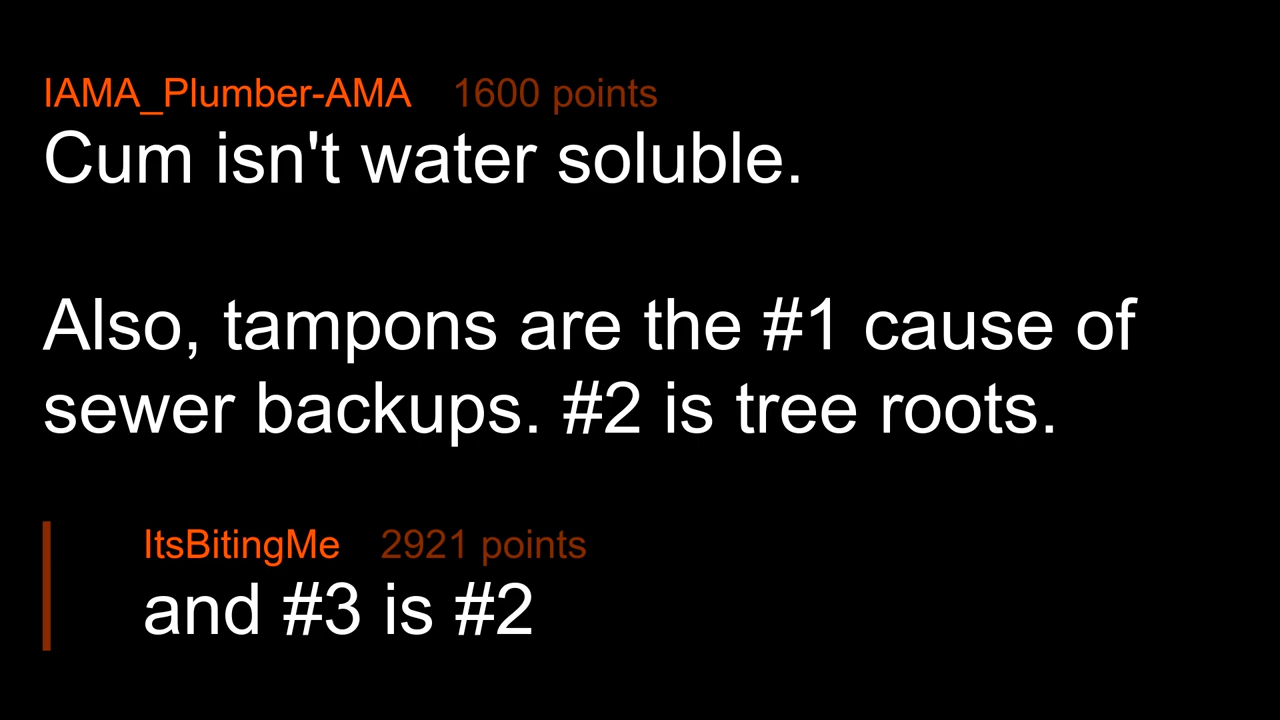 IAMA_Plumber-AMA 1600 points
Cum isn't water soluble.
Also, tampons are the #1 cause of
sewer backups. #2 is tree roots.
ItsBitingMe 2921 points
and #3 is #2